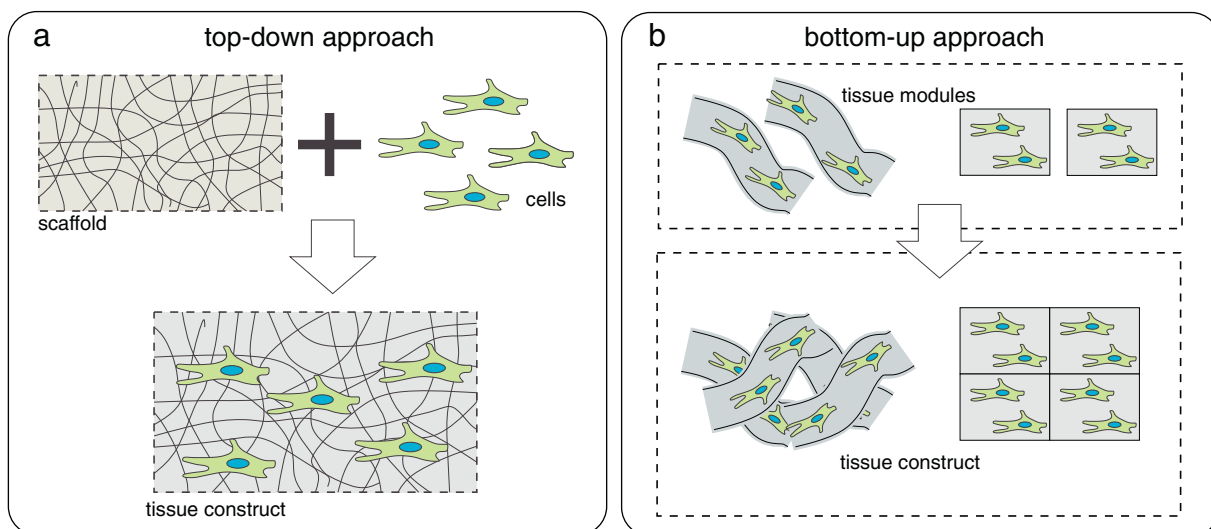 a
top-down approach
scaffold
cells
tissue construct
b
bottom-up approach
tissue modules
tissue construct